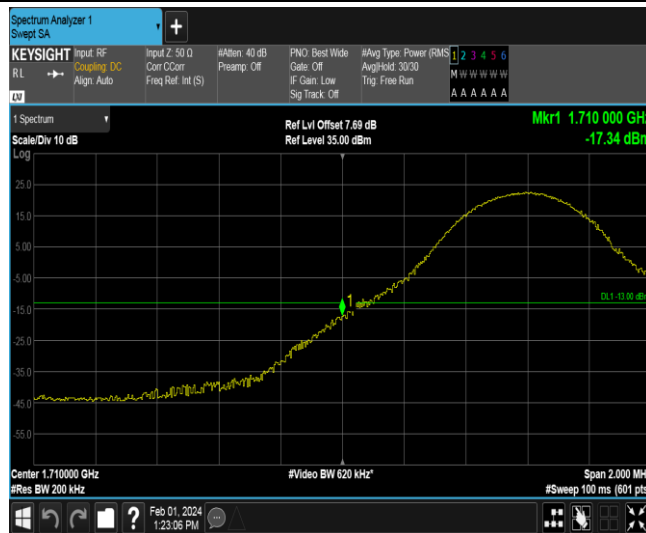 Spectrum Analyzer 1
Swept SA
+
KEYSIGHT
RL
Input: RF
Coupling: DC
Align: Auto
Input Z: 50 Ω
Corr CCorr
Freq Ref: Int (S)
#Atten: 40 dB
Preamp: Off
PNO: Best Wide
Gate: Off
IF Gain: Low
Sig Track: Off
#Avg Type: Power (RMS
Avg|Hold: 30/30
Trig: Free Run
1 2 3 4 5 6
M W W W W W
A A A A A A
1 Spectrum
Scale/Div 10 dB
Log
Ref Lvl Offset 7.69 dB
Ref Level 35.00 dBm
Mkr1 1.710 000 GHz
-17.34 dBm
25.0
15.0
5.00
-5.00
-15.0
-25.0
-35.0
-45.0
-55.0
1
DL1 -13.00 dBm
Center 1.710000 GHz
#Res BW 200 kHz
#Video BW 620 kHz*
Span 2.000 MH
#Sweep 100 ms (601 pts
?
Feb 01, 2024
1:23:06 PM